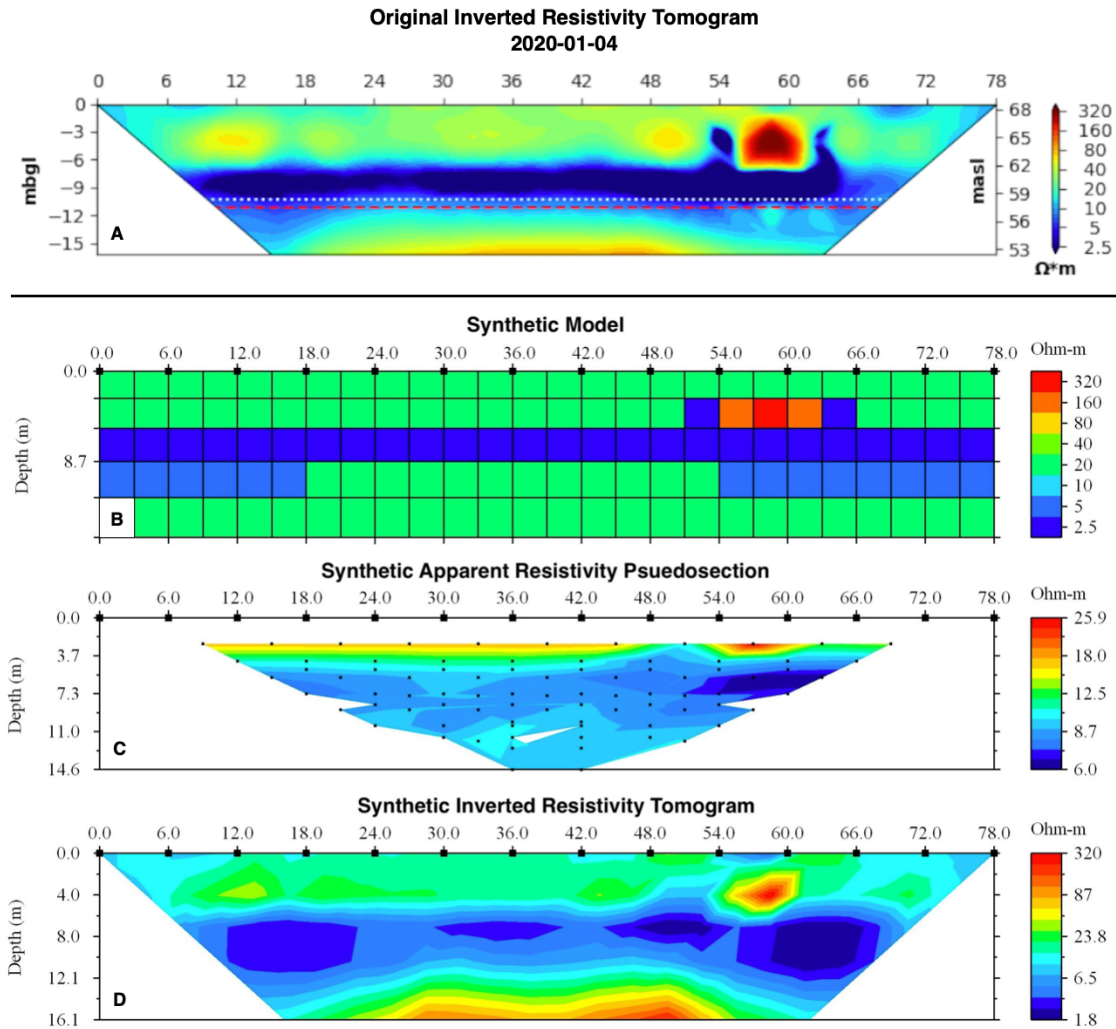 Original Inverted Resistivity Tomogram
2020-01-04
0 6 12 18 24 30 36 42 48 54 60 66 72 78
0 68 320
−3 65 160
−6 62 80
40
−9 59 20
−12 56 10
5
−15 53 2.5
mbgl
masl
Ω*m
A
Synthetic Model
0.0 6.0 12.0 18.0 24.0 30.0 36.0 42.0 48.0 54.0 60.0 66.0 72.0 78.0 Ohm-m
0.0 320
160
80
40
8.7 20
10
5
2.5
Depth (m)
B
Synthetic Apparent Resistivity Psuedosection
0.0 6.0 12.0 18.0 24.0 30.0 36.0 42.0 48.0 54.0 60.0 66.0 72.0 78.0 Ohm-m
0.0 25.9
3.7 18.0
7.3 12.5
11.0 8.7
14.6 6.0
Depth (m)
C
Synthetic Inverted Resistivity Tomogram
0.0 6.0 12.0 18.0 24.0 30.0 36.0 42.0 48.0 54.0 60.0 66.0 72.0 78.0 Ohm-m
0.0 320
4.0 87
8.0 23.8
12.1 6.5
16.1 1.8
Depth (m)
D